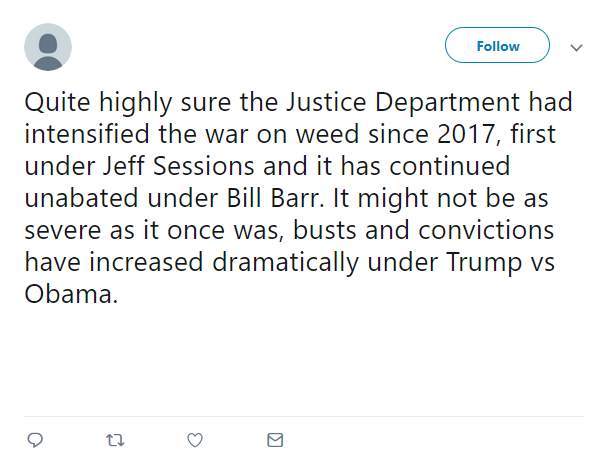 Follow
Quite highly sure the Justice Department had
intensified the war on weed since 2017, first
under Jeff Sessions and it has continued
unabated under Bill Barr. It might not be as
severe as it once was, busts and convictions
have increased dramatically under Trump vs
Obama.